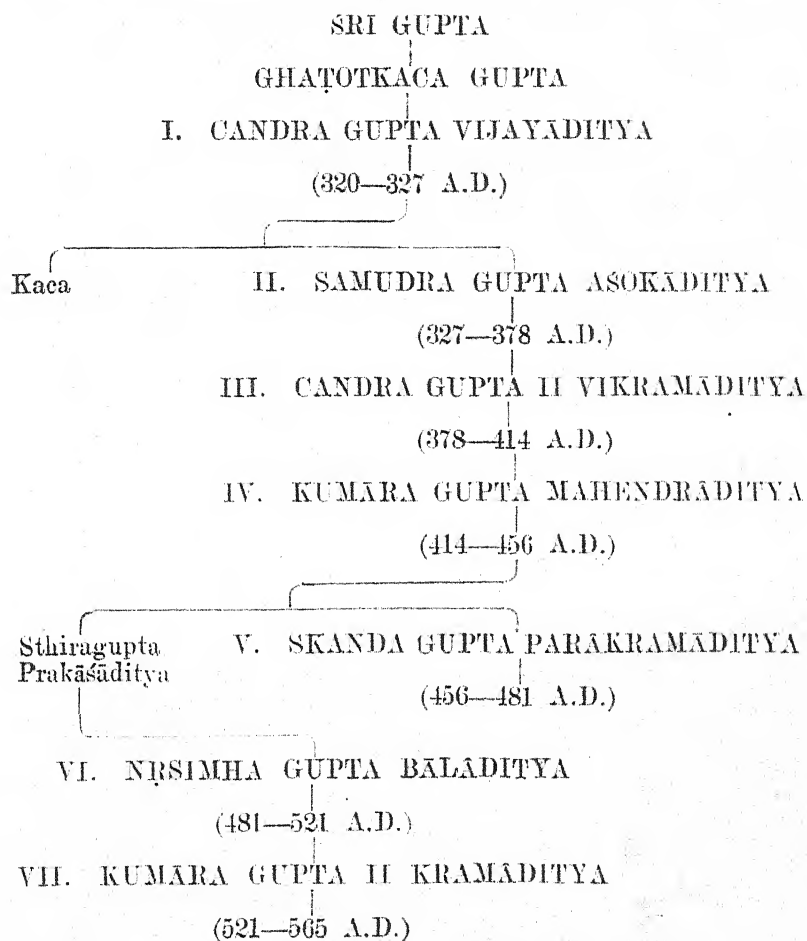 ŚRI GUPTA
GHAṬOTKACA GUPTA
I. CANDRA GUPTA VIJAYĀDITYA
(320—327 A.D.)
Kaca II. SAMUDRA GUPTA AŚOKĀDITYA
(327—378 A.D.)
III. CANDRA GUPTA II VIKRAMĀDITYA
(378—414 A.D.)
IV. KUMĀRA GUPTA MAHENDRĀDITYA
(414—456 A.D.)
Sthiragupta V. SKANDA GUPTA PARĀKRAMĀDITYA
Prakāśāditya
(456—481 A.D.)
VI. NṚSIMHA GUPTA BĀLĀDITYA
(481—521 A.D.)
VII. KUMĀRA GUPTA II KRAMĀDITYA
(521—565 A.D.)